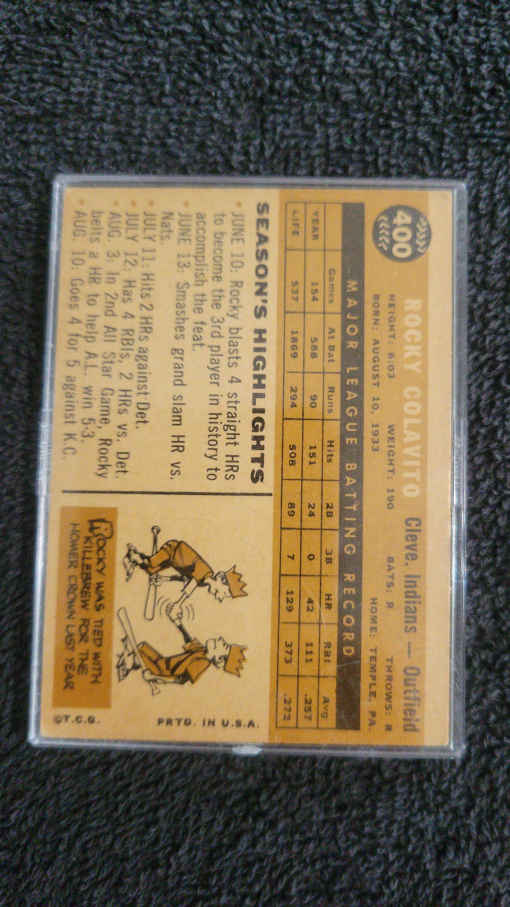 400
ROCKY COLAVITO Cleve. Indians — Outfield
HEIGHT: 6:03 WEIGHT: 190 BATS: R THROWS: R
BORN: AUGUST 10, 1933 HOME: TEMPLE, PA.
MAJOR LEAGUE BATTING RECORD
Games At Bat Runs Hits 2B 3B HR RBI Avg
YEAR 154 588 90 151 24 0 42 111 .257
LIFE 537 1869 294 508 89 7 129 373 .272
SEASON'S HIGHLIGHTS
• JUNE 10: Rocky blasts 4 straight HRs
to become the 3rd player in history to
accomplish the feat.
• JUNE 13: Smashes grand slam HR vs.
Nats.
• JULY 11: Hits 2 HRs against Det.
• JULY 12: Has 4 RBIs, 2 HRs vs. Det.
• AUG. 3: In 2nd All Star Game, Rocky
belts a HR to help A.L. win 5-3.
• AUG. 10: Goes 4 for 5 against K.C.
ROCKY WAS TIED WITH
KILLEBREW FOR THE
HOMER CROWN LAST YEAR
©T.C.G. PRTD. IN U.S.A.